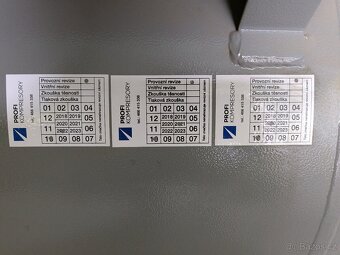 PROFI
KOMPRESORY
Provozní revize
Vnitřní revize
Zkouška těsnosti
Tlaková zkouška
01 02 03 04
12 2018 2019 05
2020 2021
11 2022 2023 06
10 09 08 07
PROFI
KOMPRESORY
Provozní revize
Vnitřní revize
Zkouška těsnosti
Tlaková zkouška
01 02 03 04
12 2018 2019 05
2020 2021
11 2022 2023 06
10 09 08 07
PROFI
KOMPRESORY
Provozní revize
Vnitřní revize
Zkouška těsnosti
Tlaková zkouška
01 02 03 04
12 2018 2019 05
2020 2021
11 2022 2023 06
10 09 08 07